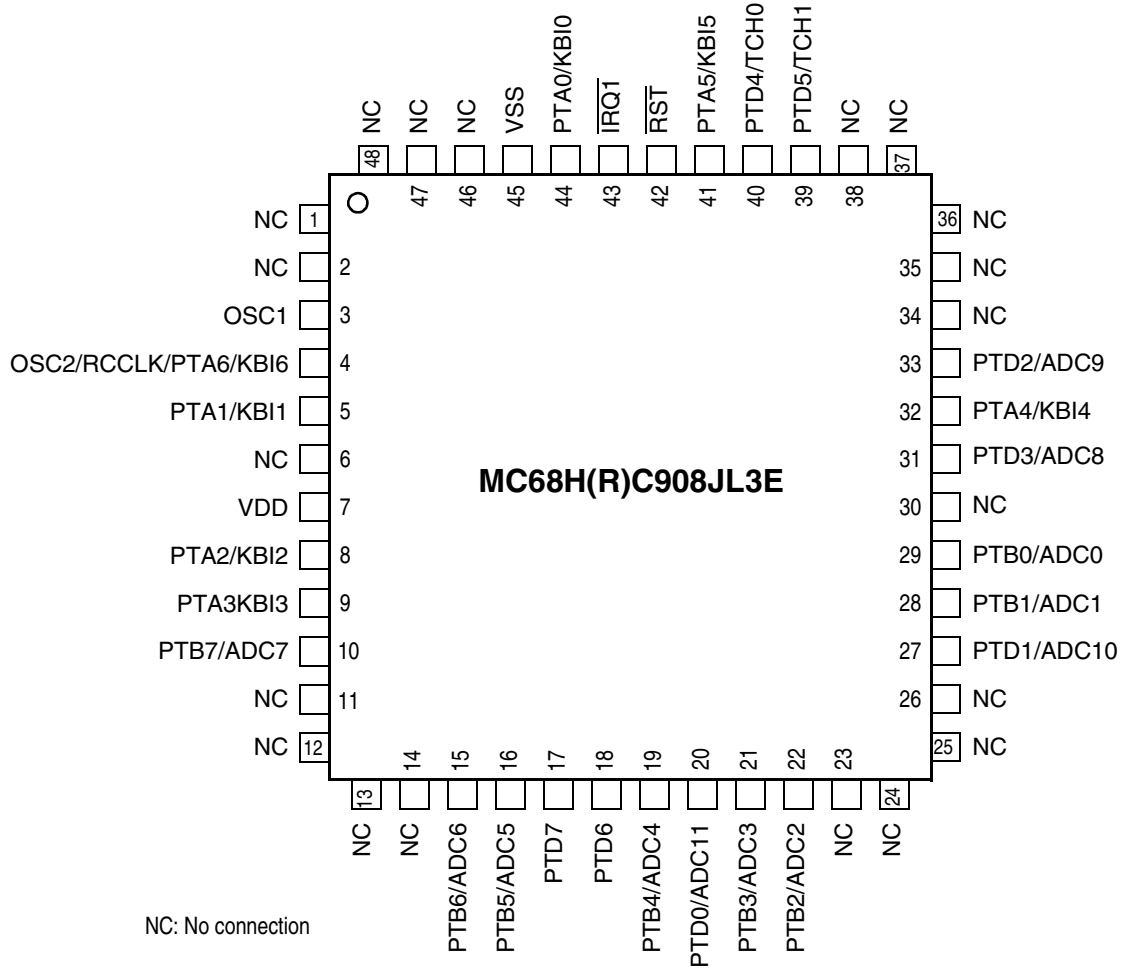 NC
NC
NC
VSS
PTA0/KBI0
IRQ1
RST
PTA5/KBI5
PTD4/TCH0
PTD5/TCH1
NC
NC
48
47
46
45
44
43
42
41
40
39
38
37
NC 1
NC 2
OSC1 3
OSC2/RCCLK/PTA6/KBI6 4
PTA1/KBI1 5
NC 6
VDD 7
PTA2/KBI2 8
PTA3KBI3 9
PTB7/ADC7 10
NC 11
NC 12
MC68H(R)C908JL3E
36 NC
35 NC
34 NC
33 PTD2/ADC9
32 PTA4/KBI4
31 PTD3/ADC8
30 NC
29 PTB0/ADC0
28 PTB1/ADC1
27 PTD1/ADC10
26 NC
25 NC
13
14
15
16
17
18
19
20
21
22
23
24
NC
NC
PTB6/ADC6
PTB5/ADC5
PTD7
PTD6
PTB4/ADC4
PTD0/ADC11
PTB3/ADC3
PTB2/ADC2
NC
NC
NC: No connection